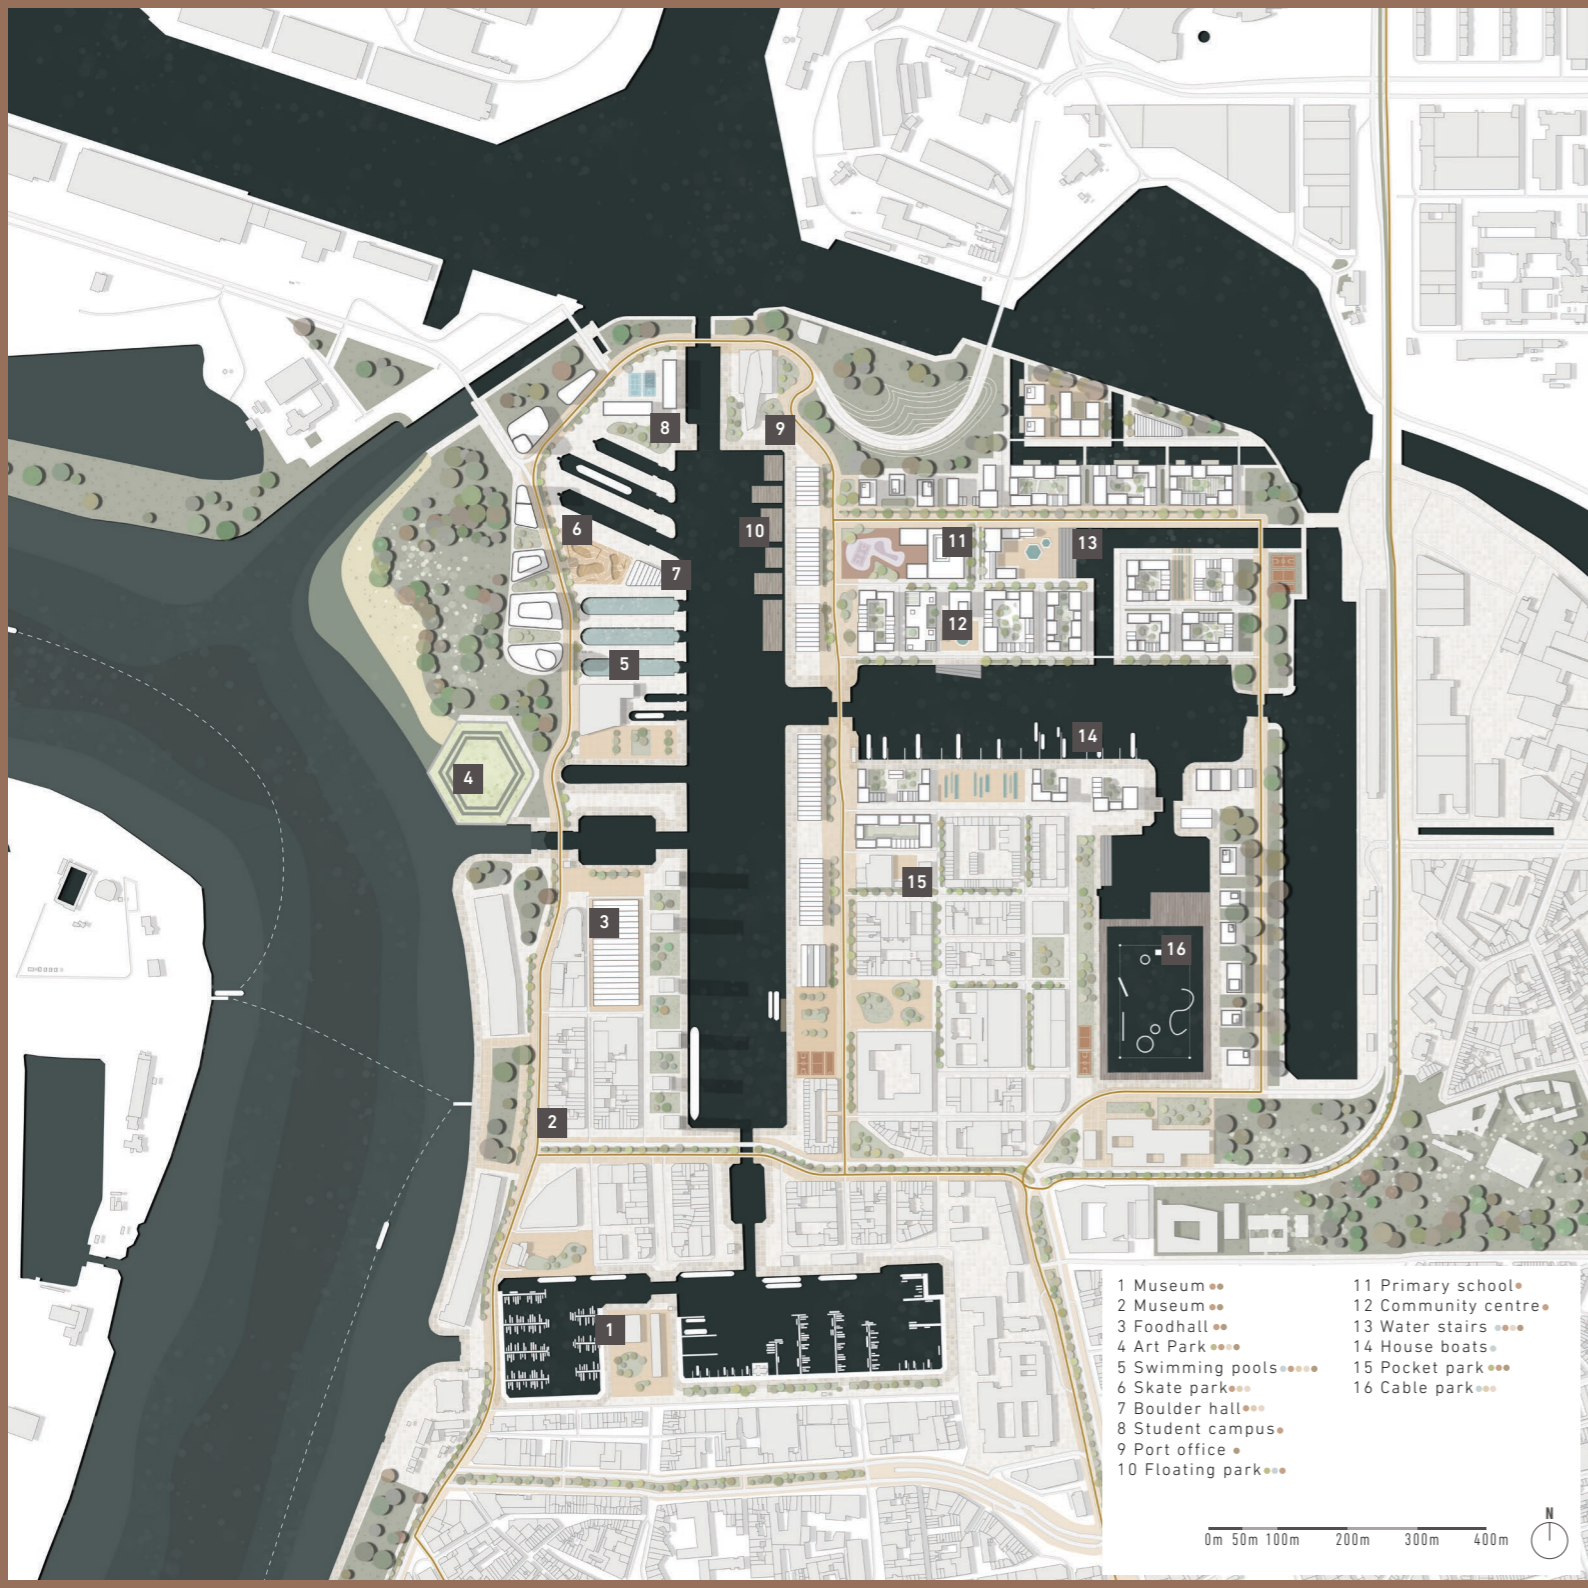 8
9
6
10
11
13
7
12
5
14
4
15
3
16
2
1
1 Museum
2 Museum
3 Foodhall
4 Art Park
5 Swimming pools
6 Skate park
7 Boulder hall
8 Student campus
9 Port office
10 Floating park
11 Primary school
12 Community centre
13 Water stairs
14 House boats
15 Pocket park
16 Cable park
N
0m 50m 100m 200m 300m 400m